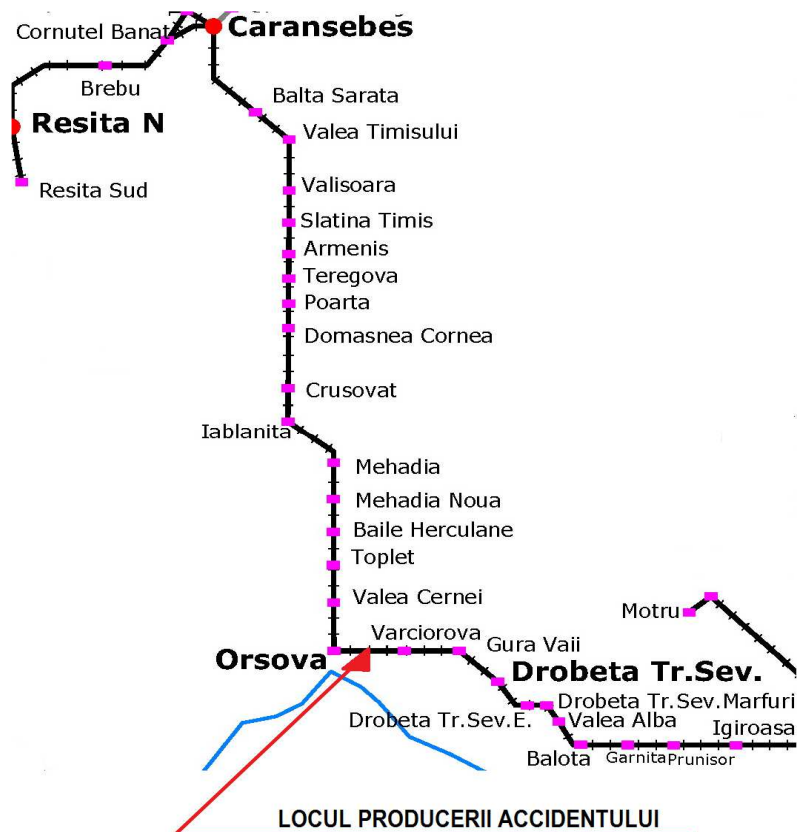 Cornutel Banat
Caransebes
Brebu
Balta Sarata
Resita N
Valea Timisului
Resita Sud
Valisoara
Slatina Timis
Armenis
Teregova
Poarta
Domasnea Cornea
Crusovat
Iablanita
Mehadia
Mehadia Noua
Baile Herculane
Toplet
Valea Cernei
Motru
Varciorova
Gura Vaii
Orsova
Drobeta Tr.Sev.
Drobeta Tr.Sev.Marfuri
Drobeta Tr.Sev.E.
Valea Alba
Igiroasa
Balota
Garnita
Prunisor
LOCUL PRODUCERII ACCIDENTULUI